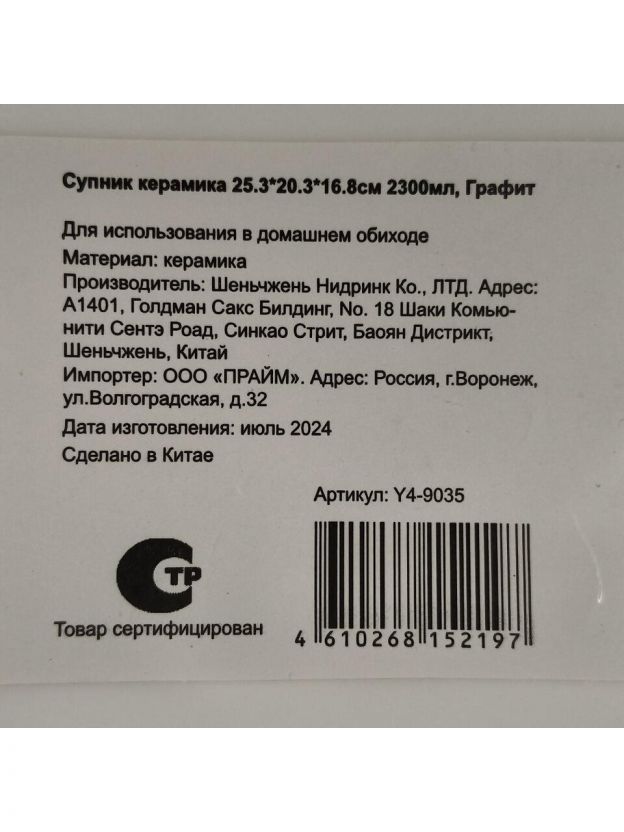 Супник керамика 25.3*20.3*16.8см 2300мл, Графит
Для использования в домашнем обиходе
Материал: керамика
Производитель: Шеньчжень Нидринк Ко., ЛТД. Адрес:
А1401, Голдман Сакс Билдинг, No. 18 Шаки Комью-
нити Сентэ Роад, Синкао Стрит, Баоян Дистрикт,
Шеньчжень, Китай
Импортер: ООО «ПРАЙМ». Адрес: Россия, г.Воронеж,
ул.Волгоградская, д.32
Дата изготовления: июль 2024
Сделано в Китае
Артикул: Y4-9035
СТР
Товар сертифицирован
4 610268 152197